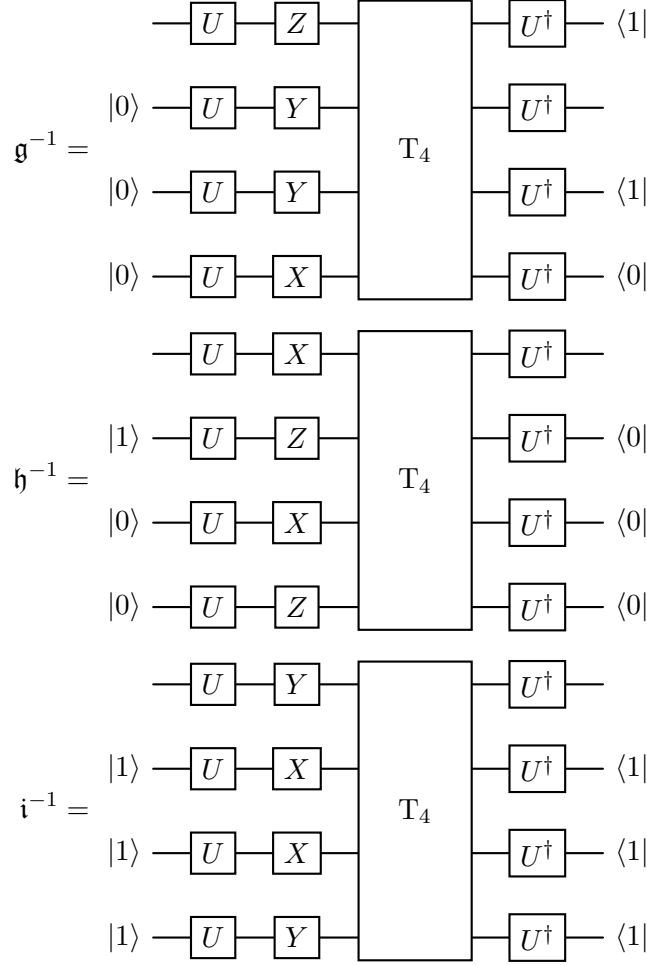 U Z U† ⟨1|
|0⟩ U Y U†
𝔤⁻¹ = T₄
|0⟩ U Y U† ⟨1|
|0⟩ U X U† ⟨0|
U X U†
|1⟩ U Z U† ⟨0|
𝔥⁻¹ = T₄
|0⟩ U X U† ⟨0|
|0⟩ U Z U† ⟨0|
U Y U†
|1⟩ U X U† ⟨1|
𝔦⁻¹ = T₄
|1⟩ U X U† ⟨1|
|1⟩ U Y U† ⟨1|